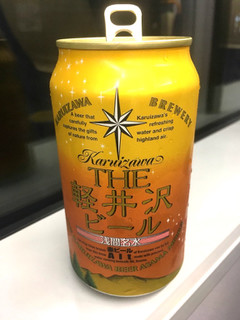 KARUIZAWA BREWERY
A beer that
carefully
captures the gifts
of nature from
Karuizawa's
refreshing
water and crisp
highland air.
Karuizawa
THE
軽井沢
ビール
浅間名水